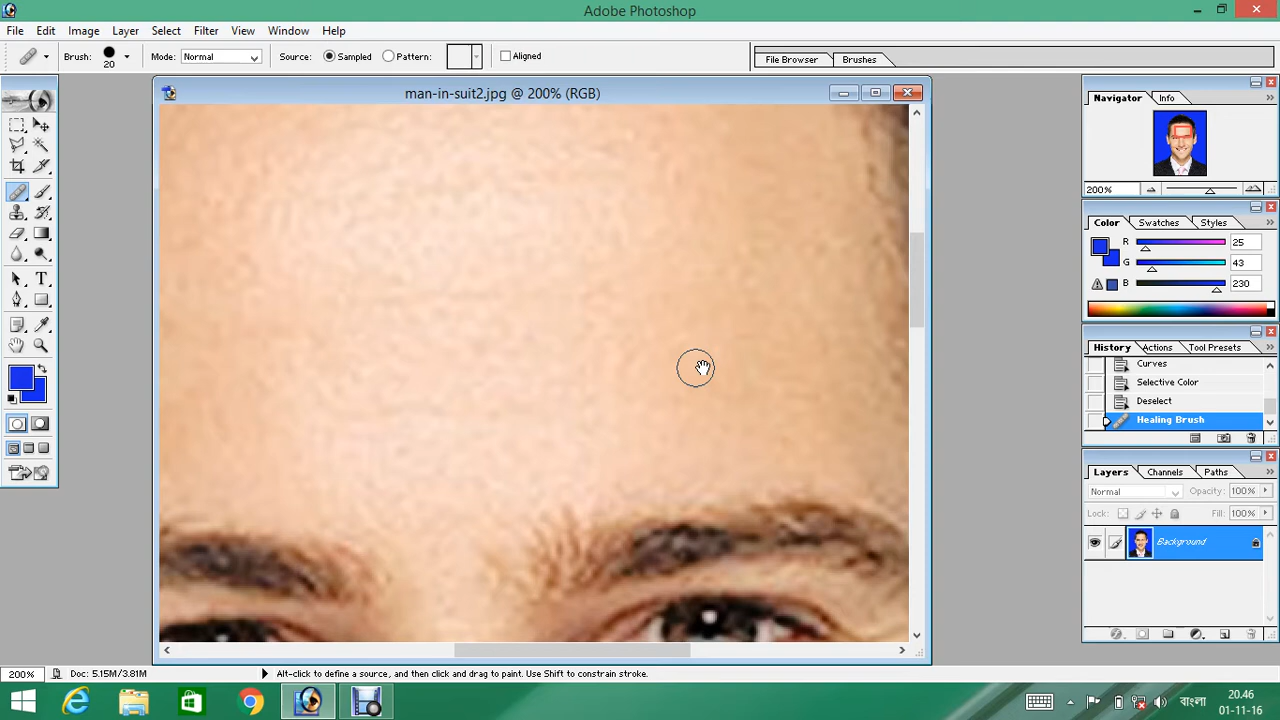 Adobe Photoshop
File Edit Image Layer Select Filter View Window Help
Brush: 20 Mode: Normal Source: Sampled Pattern: Aligned File Browser Brushes
man-in-suit2.jpg @ 200% (RGB)
Navigator Info
200%
Color Swatches Styles
R 25
G 43
B 230
History Actions Tool Presets
Curves
Selective Color
Deselect
Healing Brush
Layers Channels Paths
Normal Opacity: 100%
Lock: Fill: 100%
Background
200% Doc: 5.15M/3.81M Alt-click to define a source, and then click and drag to paint. Use Shift to constrain stroke.
বাংলা
20.46
01-11-16